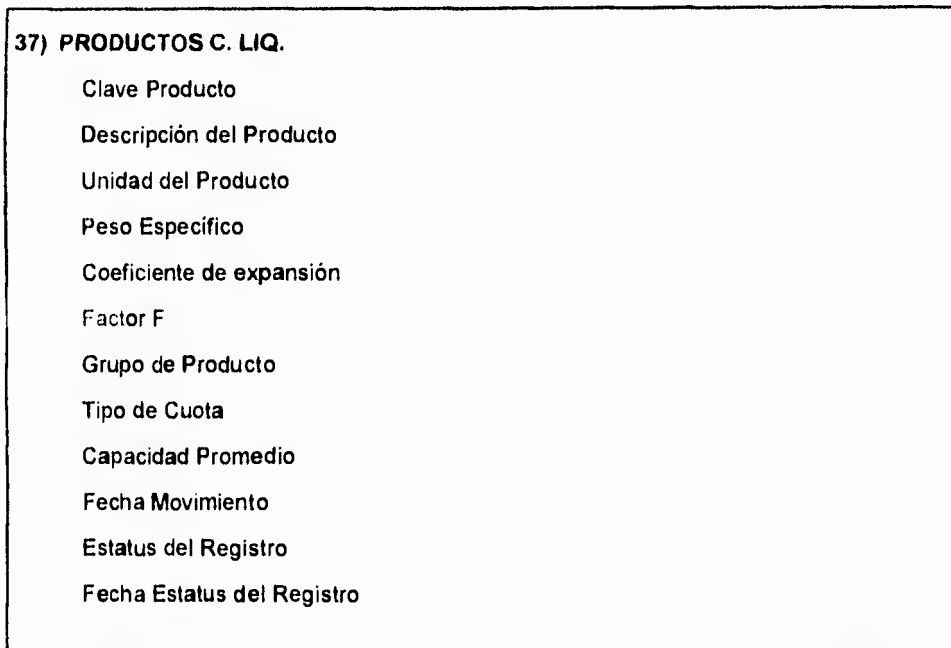 37) PRODUCTOS C. LIQ.
Clave Producto
Descripción del Producto
Unidad del Producto
Peso Específico
Coeficiente de expansión
Factor F
Grupo de Producto
Tipo de Cuota
Capacidad Promedio
Fecha Movimiento
Estatus del Registro
Fecha Estatus del Registro